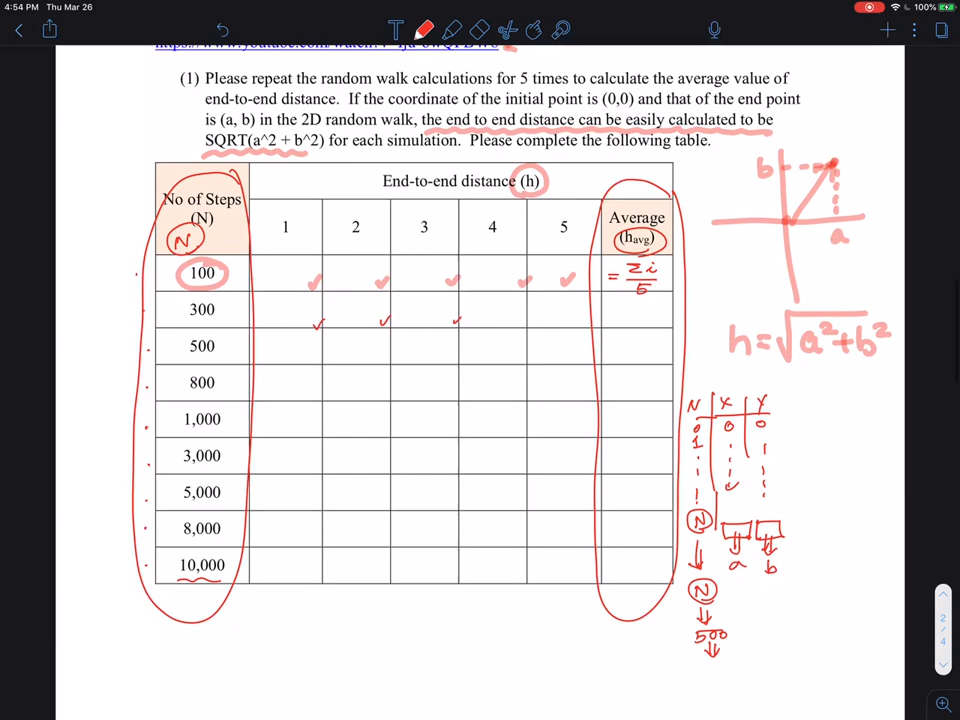 4:54 PM Thu Mar 26
100%
(1) Please repeat the random walk calculations for 5 times to calculate the average value of
end-to-end distance. If the coordinate of the initial point is (0,0) and that of the end point
is (a, b) in the 2D random walk, the end to end distance can be easily calculated to be
SQRT(a^2 + b^2) for each simulation. Please complete the following table.
No of Steps
(N)
N
End-to-end distance (h)
1 2 3 4 5
Average
(havg)
100
= Σi
5
300
500
800
1,000
3,000
5,000
8,000
10,000
b
a
h=√a²+b²
N X Y
0 0 0
1
N
a b
N
500
2
/
4